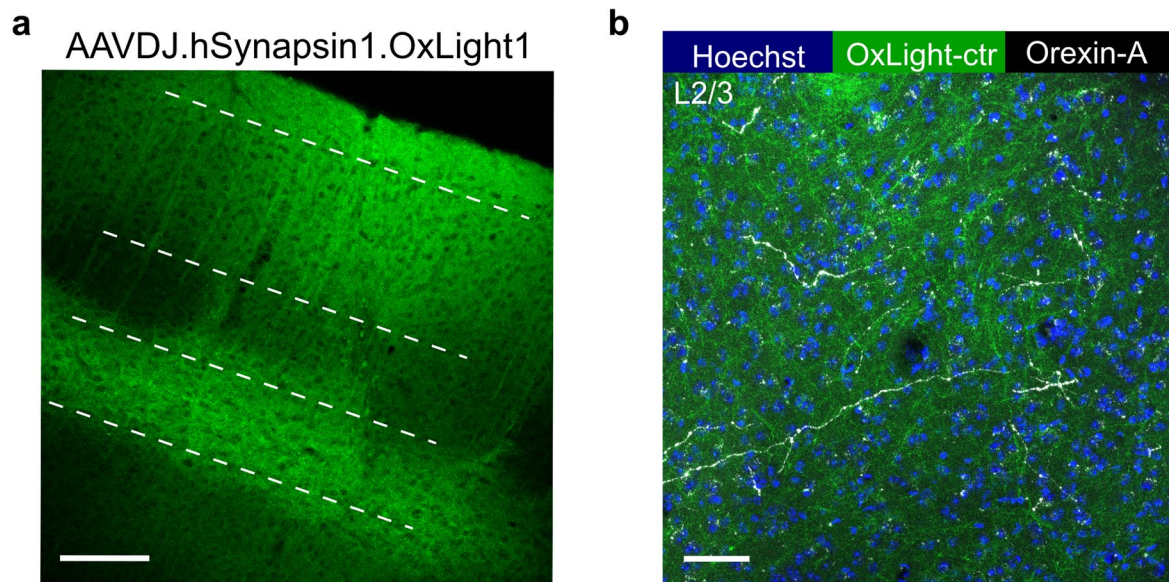 a
AAVDJ.hSynapsin1.OxLight1
b
Hoechst OxLight-ctr Orexin-A
L2/3